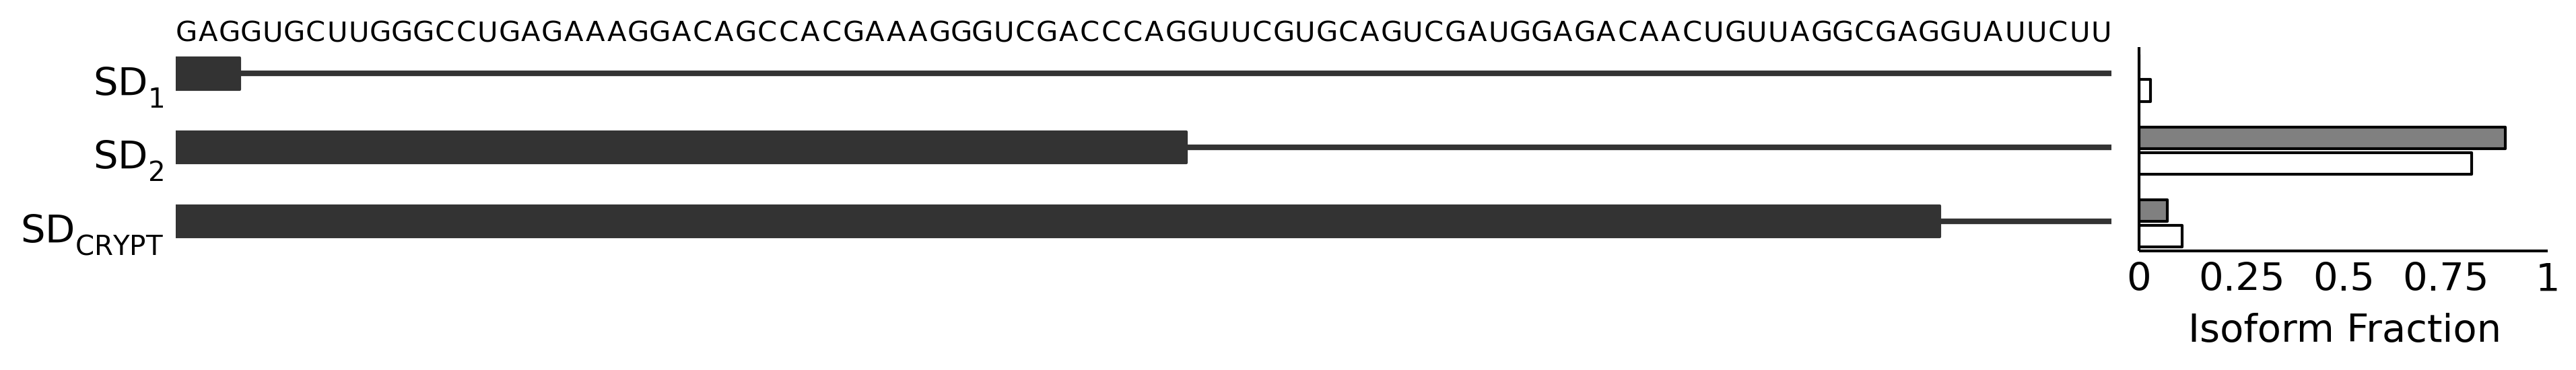 GAGGUGCUUGGGCCUGAGAAAGGACAGCCACGAAAGGGUCGACCCAGGUUCGUGCAGUCGAUGGAGACAACUGUUAGGCGAGGUAUUCUU
SD1
SD2
SDCRYPT
0 0.25 0.5 0.75 1
Isoform Fraction